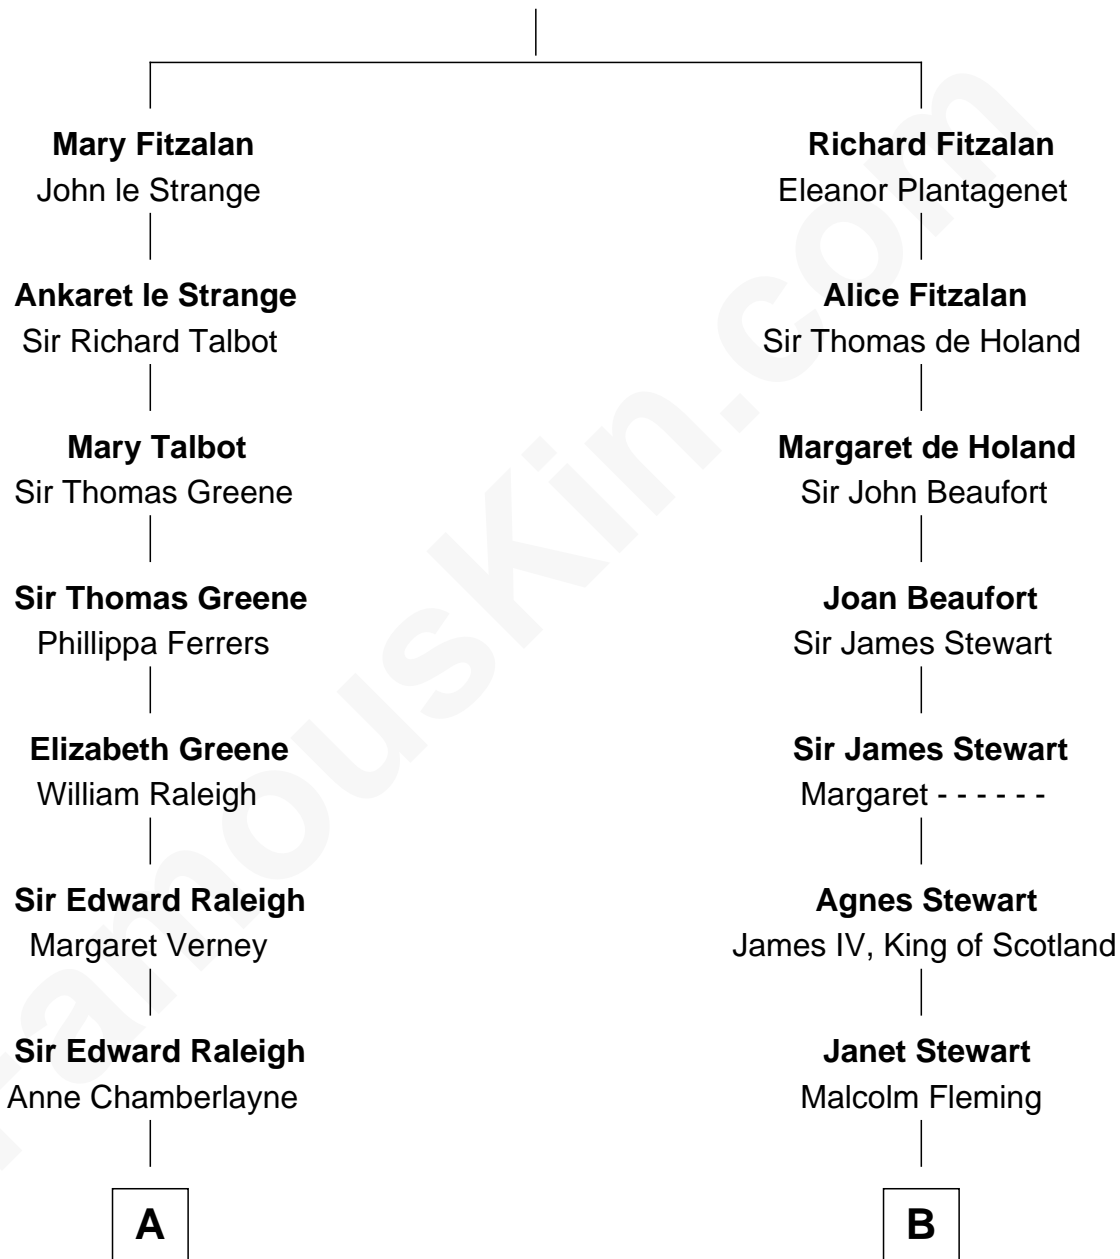 Mary Fitzalan
John le Strange
Ankaret le Strange
Sir Richard Talbot
Mary Talbot
Sir Thomas Greene
Sir Thomas Greene
Phillippa Ferrers
Elizabeth Greene
William Raleigh
Sir Edward Raleigh
Margaret Verney
Sir Edward Raleigh
Anne Chamberlayne
A
Richard Fitzalan
Eleanor Plantagenet
Alice Fitzalan
Sir Thomas de Holand
Margaret de Holand
Sir John Beaufort
Joan Beaufort
Sir James Stewart
Sir James Stewart
Margaret - - - - - -
Agnes Stewart
James IV, King of Scotland
Janet Stewart
Malcolm Fleming
B
FamousKin.com